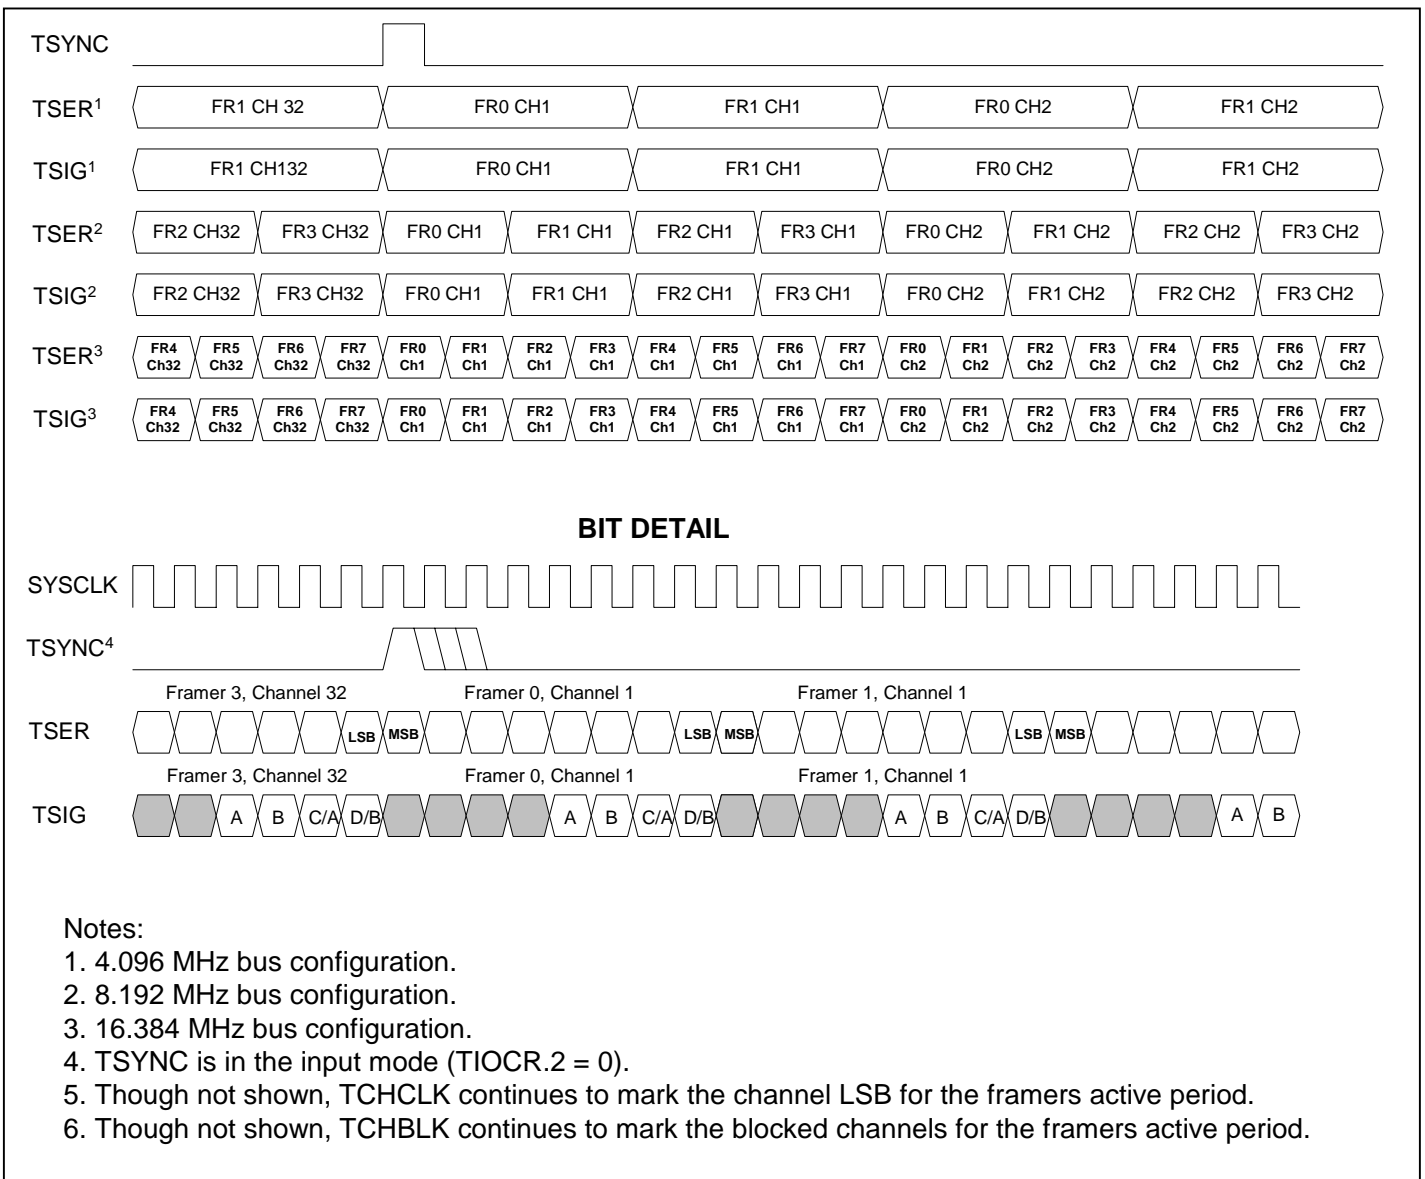 TSYNC
TSER1 FR1 CH 32 FR0 CH1 FR1 CH1 FR0 CH2 FR1 CH2
TSIG1 FR1 CH132 FR0 CH1 FR1 CH1 FR0 CH2 FR1 CH2
TSER2 FR2 CH32 FR3 CH32 FR0 CH1 FR1 CH1 FR2 CH1 FR3 CH1 FR0 CH2 FR1 CH2 FR2 CH2 FR3 CH2
TSIG2 FR2 CH32 FR3 CH32 FR0 CH1 FR1 CH1 FR2 CH1 FR3 CH1 FR0 CH2 FR1 CH2 FR2 CH2 FR3 CH2
TSER3 FR4 Ch32 FR5 Ch32 FR6 Ch32 FR7 Ch32 FR0 Ch1 FR1 Ch1 FR2 Ch1 FR3 Ch1 FR4 Ch1 FR5 Ch1 FR6 Ch1 FR7 Ch1 FR0 Ch2 FR1 Ch2 FR2 Ch2 FR3 Ch2 FR4 Ch2 FR5 Ch2 FR6 Ch2 FR7 Ch2
TSIG3 FR4 Ch32 FR5 Ch32 FR6 Ch32 FR7 Ch32 FR0 Ch1 FR1 Ch1 FR2 Ch1 FR3 Ch1 FR4 Ch1 FR5 Ch1 FR6 Ch1 FR7 Ch1 FR0 Ch2 FR1 Ch2 FR2 Ch2 FR3 Ch2 FR4 Ch2 FR5 Ch2 FR6 Ch2 FR7 Ch2
BIT DETAIL
SYSCLK
TSYNC4
Framer 3, Channel 32 Framer 0, Channel 1 Framer 1, Channel 1
TSER LSB MSB LSB MSB LSB MSB
Framer 3, Channel 32 Framer 0, Channel 1 Framer 1, Channel 1
TSIG A B C/A D/B A B C/A D/B A B C/A D/B A B
Notes:
1. 4.096 MHz bus configuration.
2. 8.192 MHz bus configuration.
3. 16.384 MHz bus configuration.
4. TSYNC is in the input mode (TIOCR.2 = 0).
5. Though not shown, TCHCLK continues to mark the channel LSB for the framers active period.
6. Though not shown, TCHBLK continues to mark the blocked channels for the framers active period.